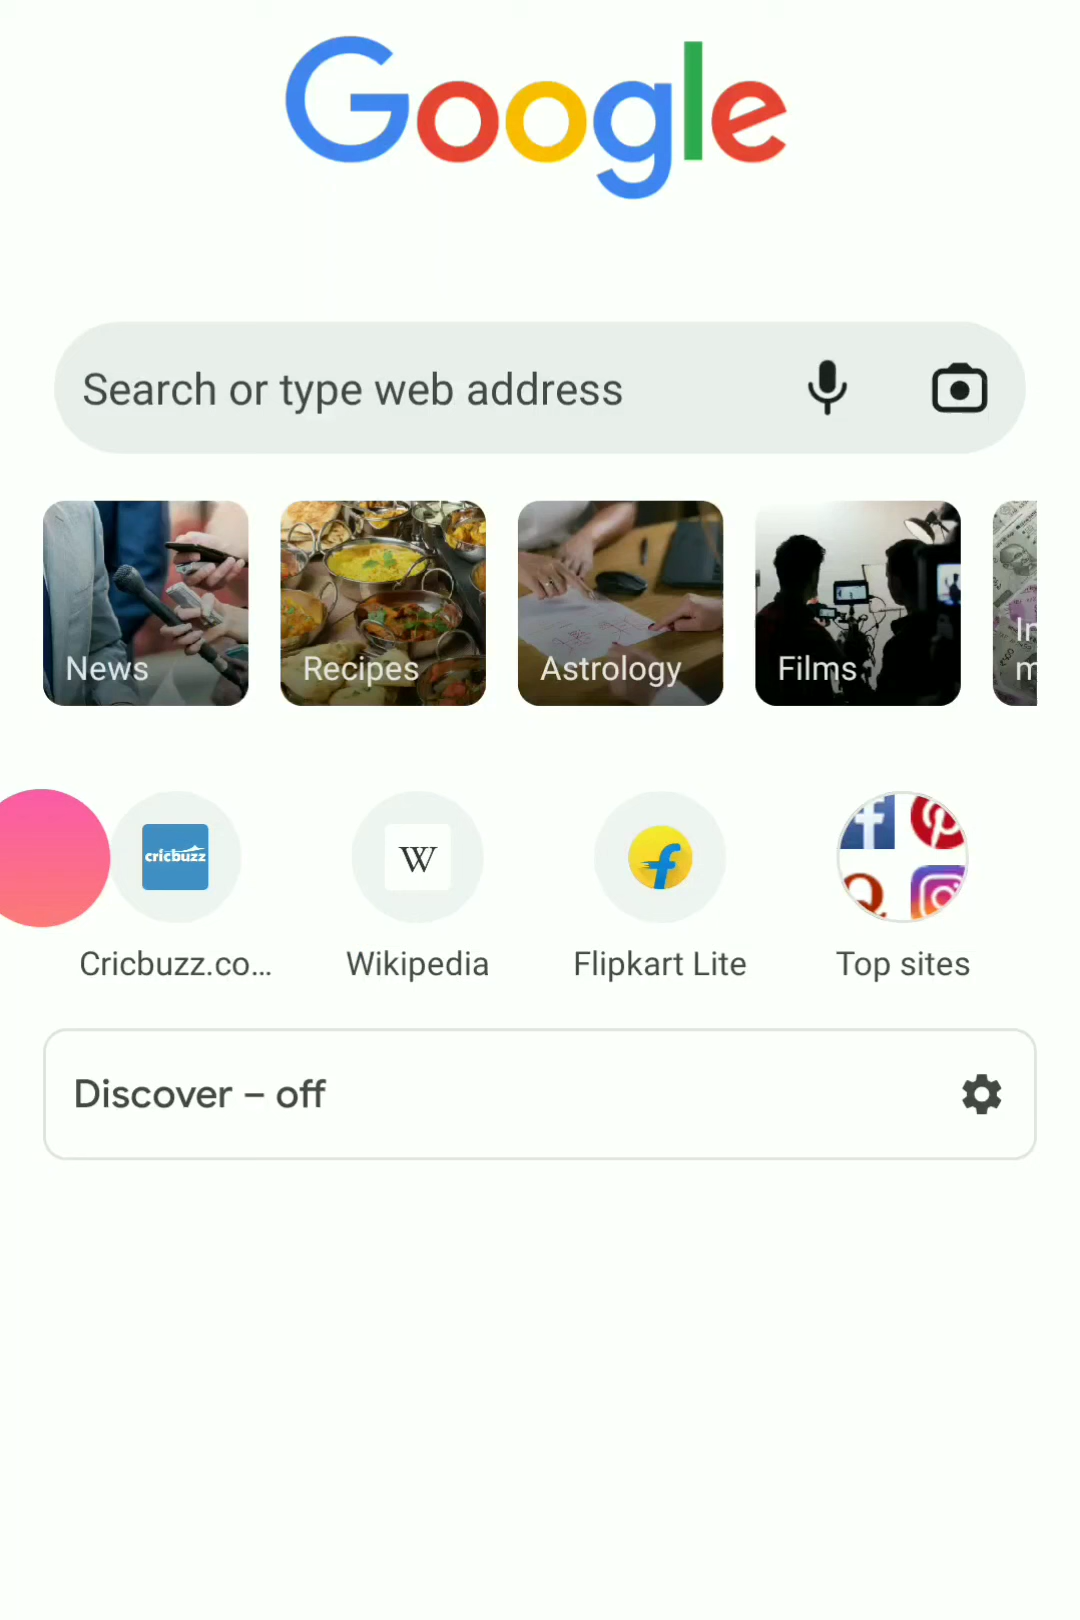 Google
Search or type web address
News
Recipes
Astrology
Films
cricbuzz
W
Cricbuzz.co...
Wikipedia
Flipkart Lite
Top sites
Discover – off